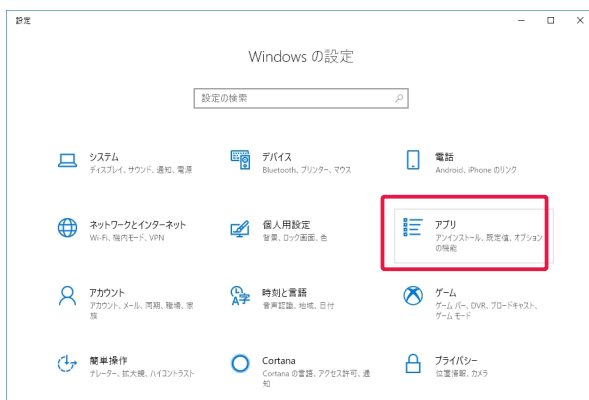 設定
Windows の設定
設定の検索
システム
ディスプレイ、サウンド、通知、電源
デバイス
Bluetooth、プリンター、マウス
電話
Android、iPhone のリンク
ネットワークとインターネット
Wi-Fi、機内モード、VPN
個人用設定
背景、ロック画面、色
アプリ
アンインストール、既定値、オプション
の機能
アカウント
アカウント、メール、同期、職場、家
族
時刻と言語
音声認識、地域、日付
ゲーム
ゲーム バー、DVR、ブロードキャスト、
ゲーム モード
簡単操作
ナレーター、拡大鏡、ハイコントラスト
Cortana
Cortana の言語、アクセス許可、通
知
プライバシー
位置情報、カメラ